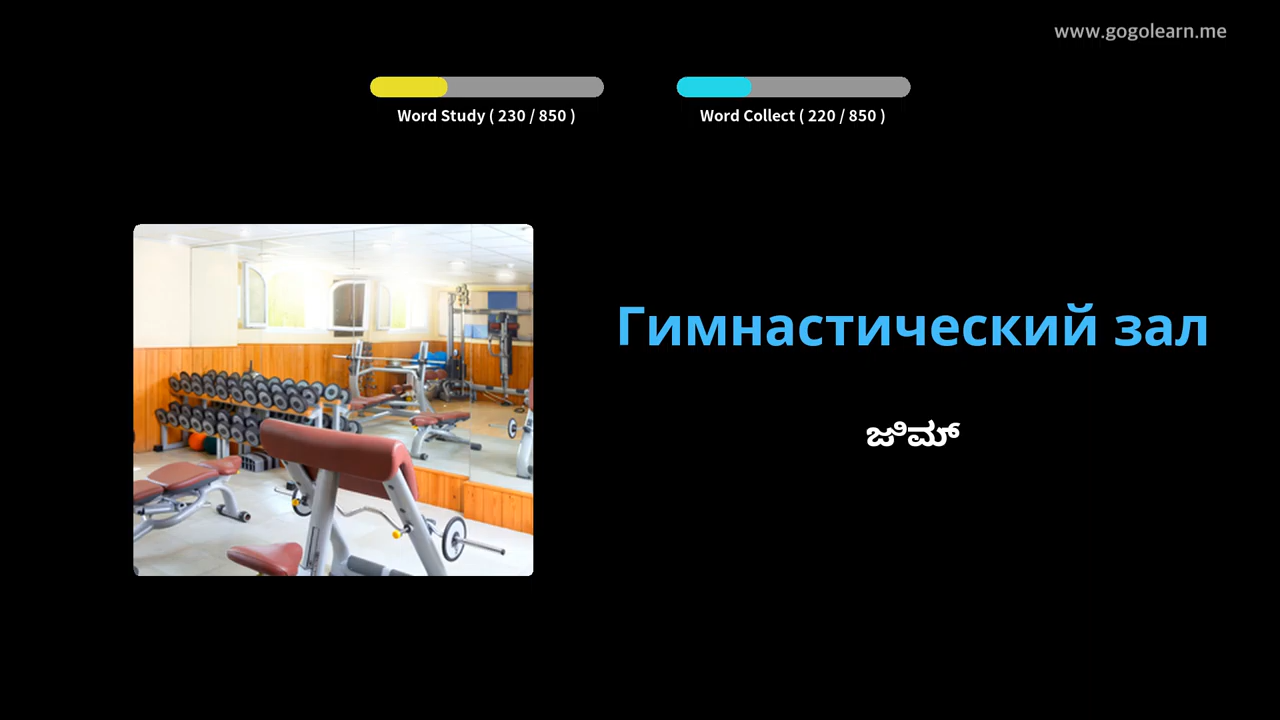 www.gogolearn.me
Word Study ( 230 / 850 )
Word Collect ( 220 / 850 )
Гимнастический зал
ಜಿಮ್